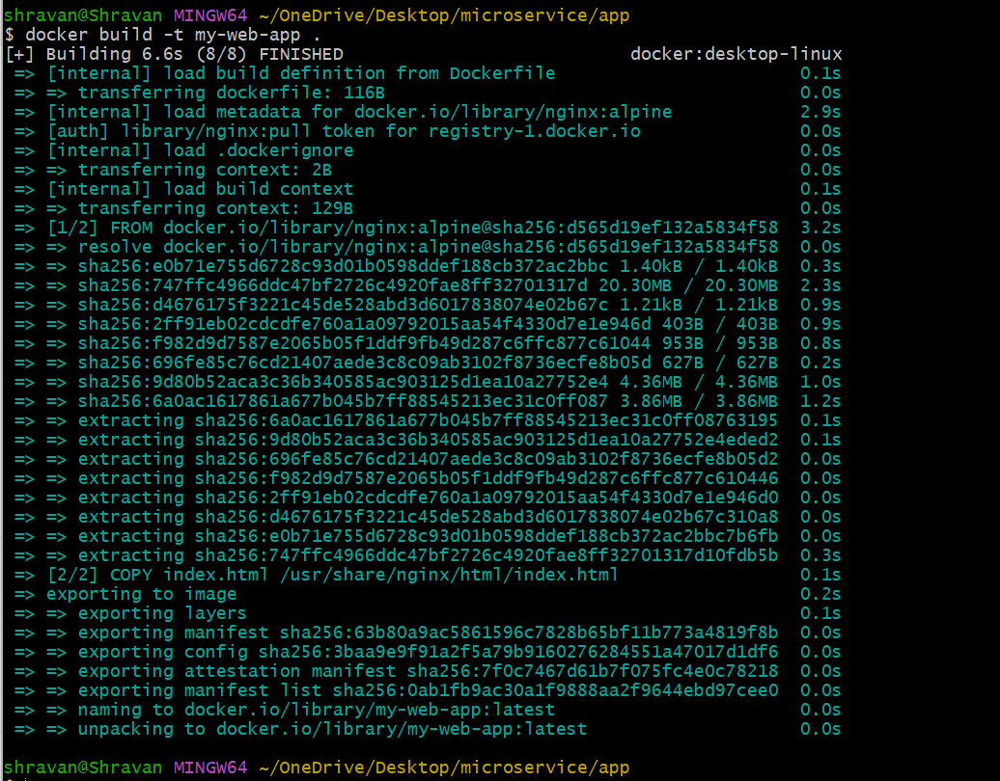 shravan@Shravan MINGW64 ~/OneDrive/Desktop/microservice/app
$ docker build -t my-web-app .
[+] Building 6.6s (8/8) FINISHED docker:desktop-linux
=> [internal] load build definition from Dockerfile 0.1s
=> => transferring dockerfile: 116B 0.0s
=> [internal] load metadata for docker.io/library/nginx:alpine 2.9s
=> [auth] library/nginx:pull token for registry-1.docker.io 0.0s
=> [internal] load .dockerignore 0.0s
=> => transferring context: 2B 0.0s
=> [internal] load build context 0.1s
=> => transferring context: 129B 0.0s
=> [1/2] FROM docker.io/library/nginx:alpine@sha256:d565d19ef132a5834f58 3.2s
=> => resolve docker.io/library/nginx:alpine@sha256:d565d19ef132a5834f58 0.0s
=> => sha256:e0b71e755d6728c93d01b0598ddef188cb372ac2bbc 1.40kB / 1.40kB 0.3s
=> => sha256:747ffc4966ddc47bf2726c4920fae8ff32701317d 20.30MB / 20.30MB 2.3s
=> => sha256:d4676175f3221c45de528abd3d6017838074e02b67c 1.21kB / 1.21kB 0.9s
=> => sha256:2ff91eb02cdcdfe760a1a09792015aa54f4330d7e1e946d 403B / 403B 0.9s
=> => sha256:f982d9d7587e2065b05f1ddf9fb49d287c6ffc877c61044 953B / 953B 0.8s
=> => sha256:696fe85c76cd21407aede3c8c09ab3102f8736ecfe8b05d 627B / 627B 0.2s
=> => sha256:9d80b52aca3c36b340585ac903125d1ea10a27752e4 4.36MB / 4.36MB 1.0s
=> => sha256:6a0ac1617861a677b045b7ff88545213ec31c0ff087 3.86MB / 3.86MB 1.2s
=> => extracting sha256:6a0ac1617861a677b045b7ff88545213ec31c0ff08763195 0.1s
=> => extracting sha256:9d80b52aca3c36b340585ac903125d1ea10a27752e4eded2 0.1s
=> => extracting sha256:696fe85c76cd21407aede3c8c09ab3102f8736ecfe8b05d2 0.0s
=> => extracting sha256:f982d9d7587e2065b05f1ddf9fb49d287c6ffc877c610446 0.0s
=> => extracting sha256:2ff91eb02cdcdfe760a1a09792015aa54f4330d7e1e946d0 0.0s
=> => extracting sha256:d4676175f3221c45de528abd3d6017838074e02b67c310a8 0.0s
=> => extracting sha256:e0b71e755d6728c93d01b0598ddef188cb372ac2bbc7b6fb 0.0s
=> => extracting sha256:747ffc4966ddc47bf2726c4920fae8ff32701317d10fdb5b 0.3s
=> [2/2] COPY index.html /usr/share/nginx/html/index.html 0.1s
=> exporting to image 0.2s
=> => exporting layers 0.1s
=> => exporting manifest sha256:63b80a9ac5861596c7828b65bf11b773a4819f8b 0.0s
=> => exporting config sha256:3baa9e9f91a2f5a79b9160276284551a47017d1df6 0.0s
=> => exporting attestation manifest sha256:7f0c7467d61b7f075fc4e0c78218 0.0s
=> => exporting manifest list sha256:0ab1fb9ac30a1f9888aa2f9644ebd97cee0 0.0s
=> => naming to docker.io/library/my-web-app:latest 0.0s
=> => unpacking to docker.io/library/my-web-app:latest 0.0s
shravan@Shravan MINGW64 ~/OneDrive/Desktop/microservice/app